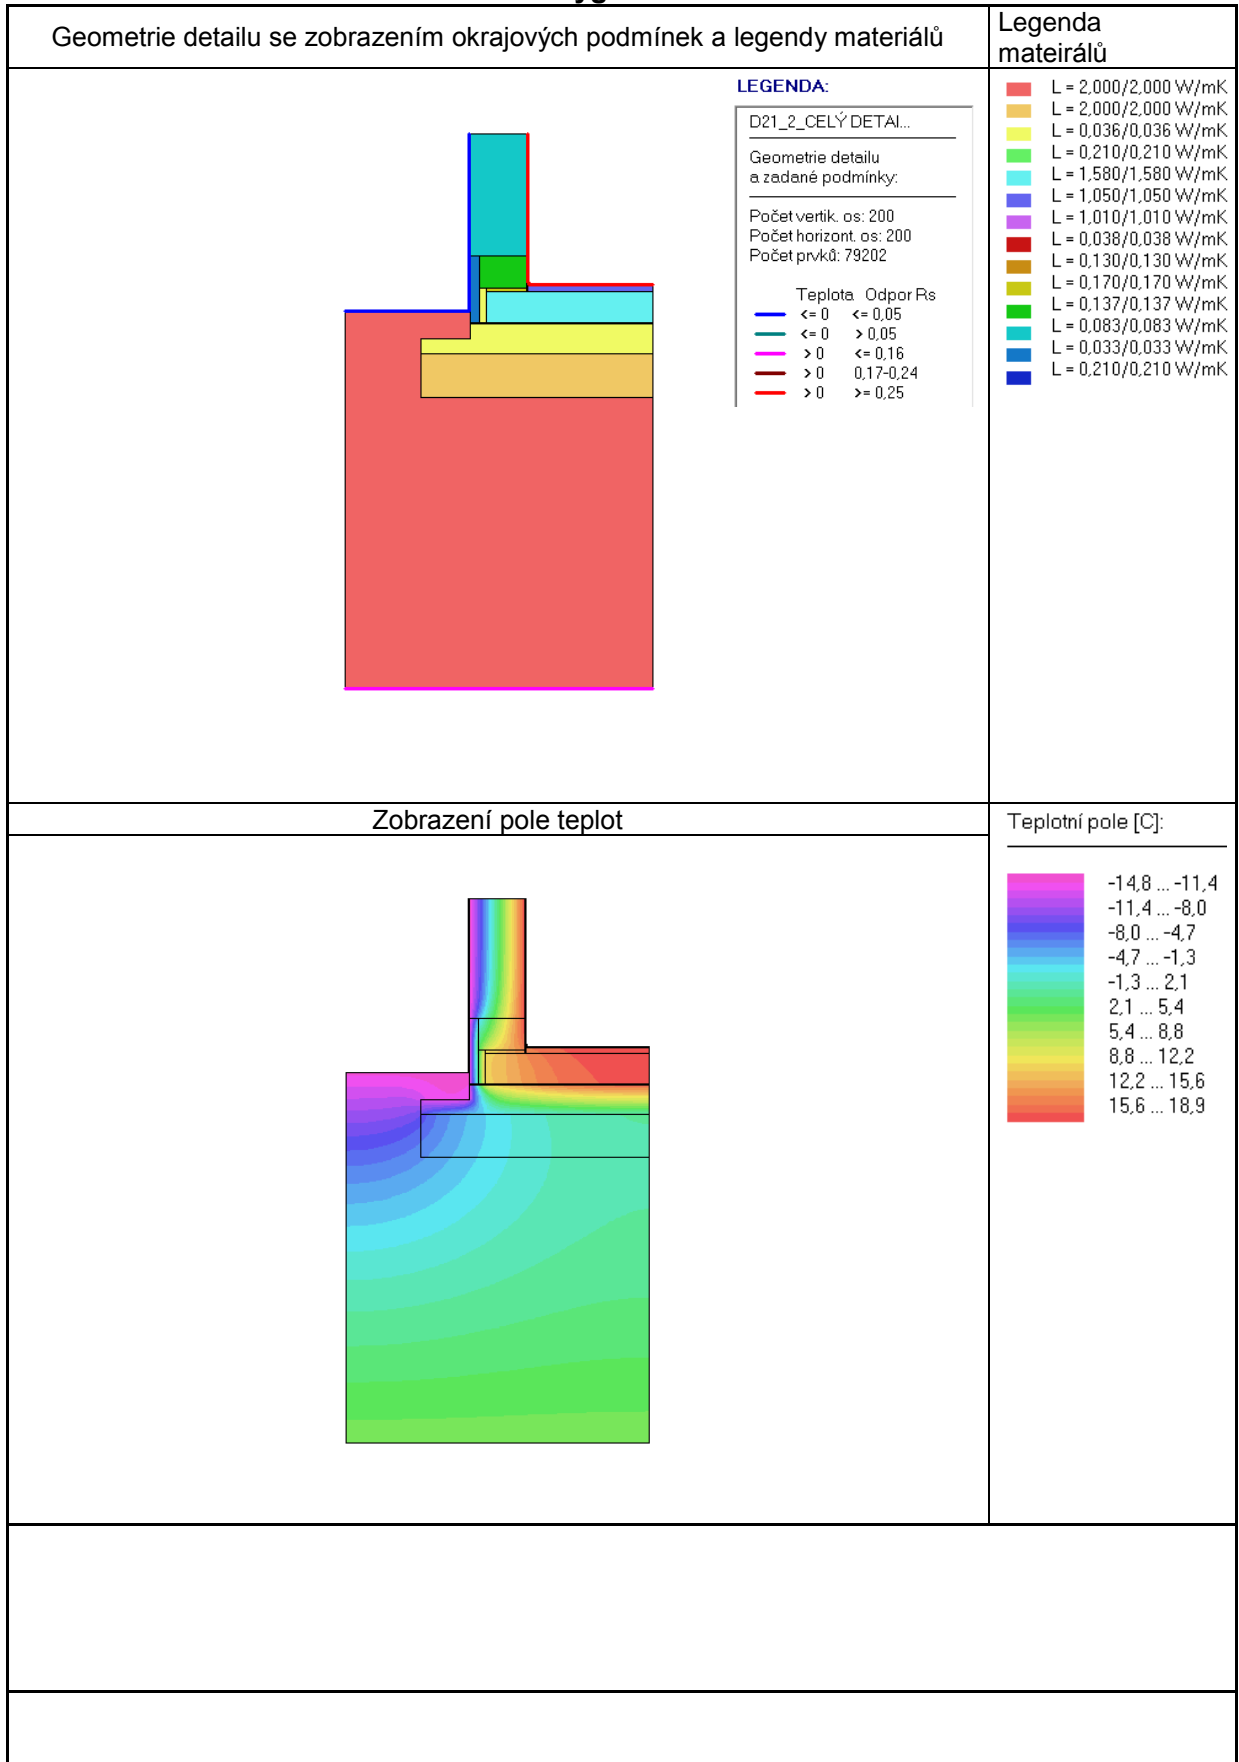 yg
Geometrie detailu se zobrazením okrajových podmínek a legendy materiálů
Legenda
mateirálů
LEGENDA:
D21_2_CELÝ DETAI...
Geometrie detailu
a zadané podmínky:
Počet vertik. os: 200
Počet horizont. os: 200
Počet prvků: 79202
Teplota Odpor Rs
<= 0 <= 0,05
<= 0 > 0,05
> 0 <= 0,16
> 0 0,17-0,24
> 0 >= 0,25
L = 2,000/2,000 W/mK
L = 2,000/2,000 W/mK
L = 0,036/0,036 W/mK
L = 0,210/0,210 W/mK
L = 1,580/1,580 W/mK
L = 1,050/1,050 W/mK
L = 1,010/1,010 W/mK
L = 0,038/0,038 W/mK
L = 0,130/0,130 W/mK
L = 0,170/0,170 W/mK
L = 0,137/0,137 W/mK
L = 0,083/0,083 W/mK
L = 0,033/0,033 W/mK
L = 0,210/0,210 W/mK
Zobrazení pole teplot
Teplotní pole [C]:
-14,8 ... -11,4
-11,4 ... -8,0
-8,0 ... -4,7
-4,7 ... -1,3
-1,3 ... 2,1
2,1 ... 5,4
5,4 ... 8,8
8,8 ... 12,2
12,2 ... 15,6
15,6 ... 18,9